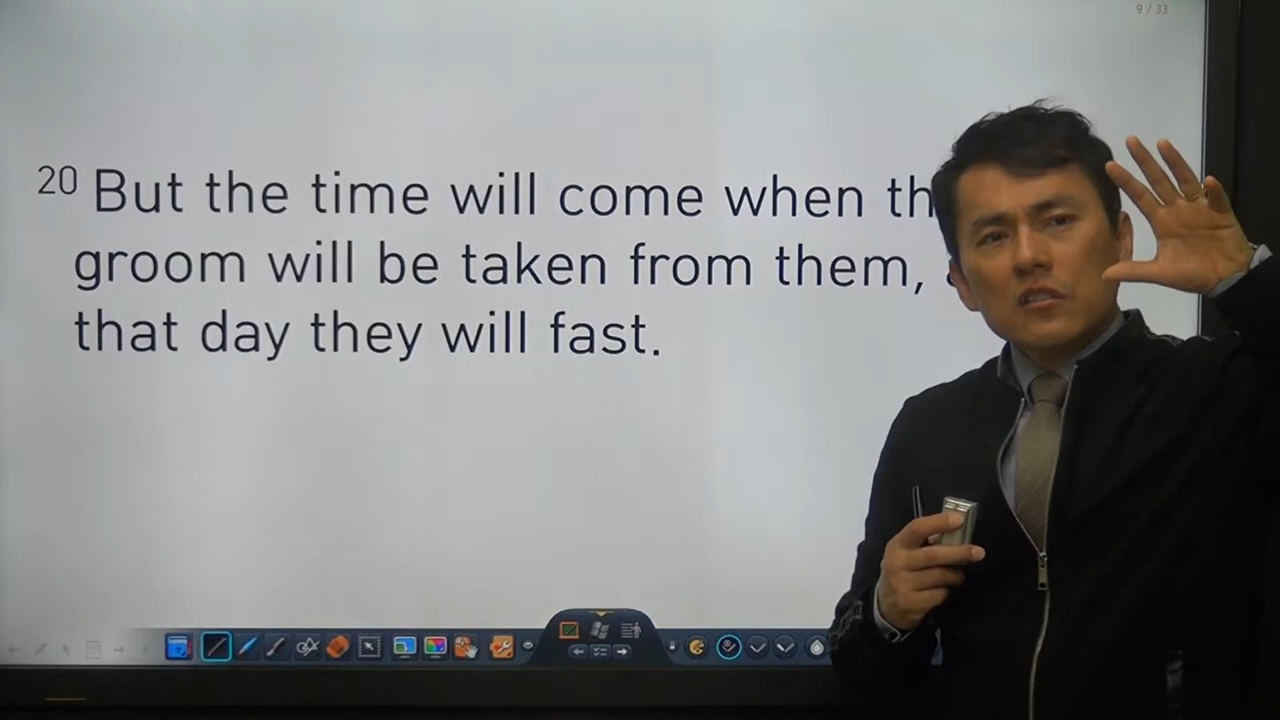 9 / 33
20 But the time will come when th
groom will be taken from them,
that day they will fast.